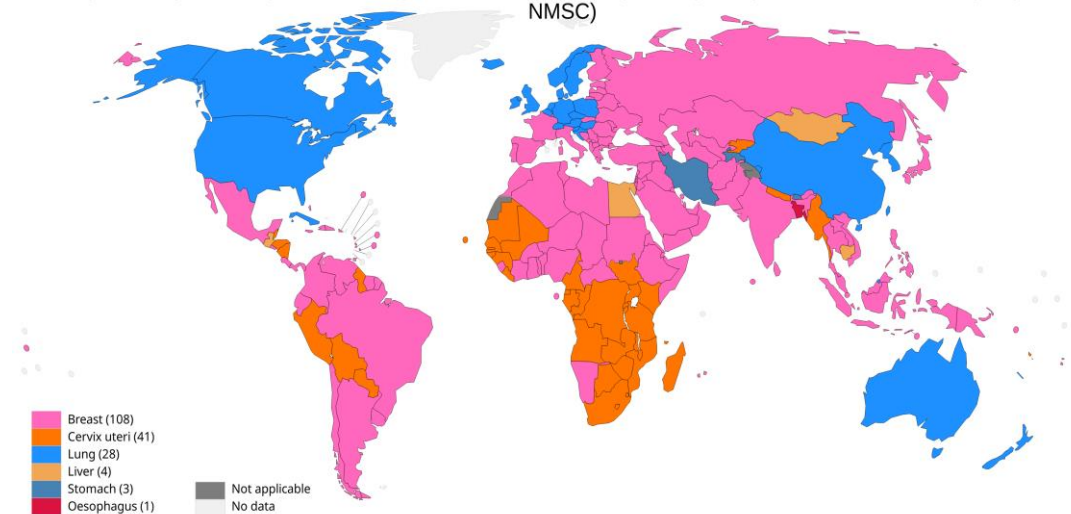 NMSC)
Breast (108)
Cervix uteri (41)
Lung (28)
Liver (4)
Stomach (3)
Oesophagus (1)
Not applicable
No data